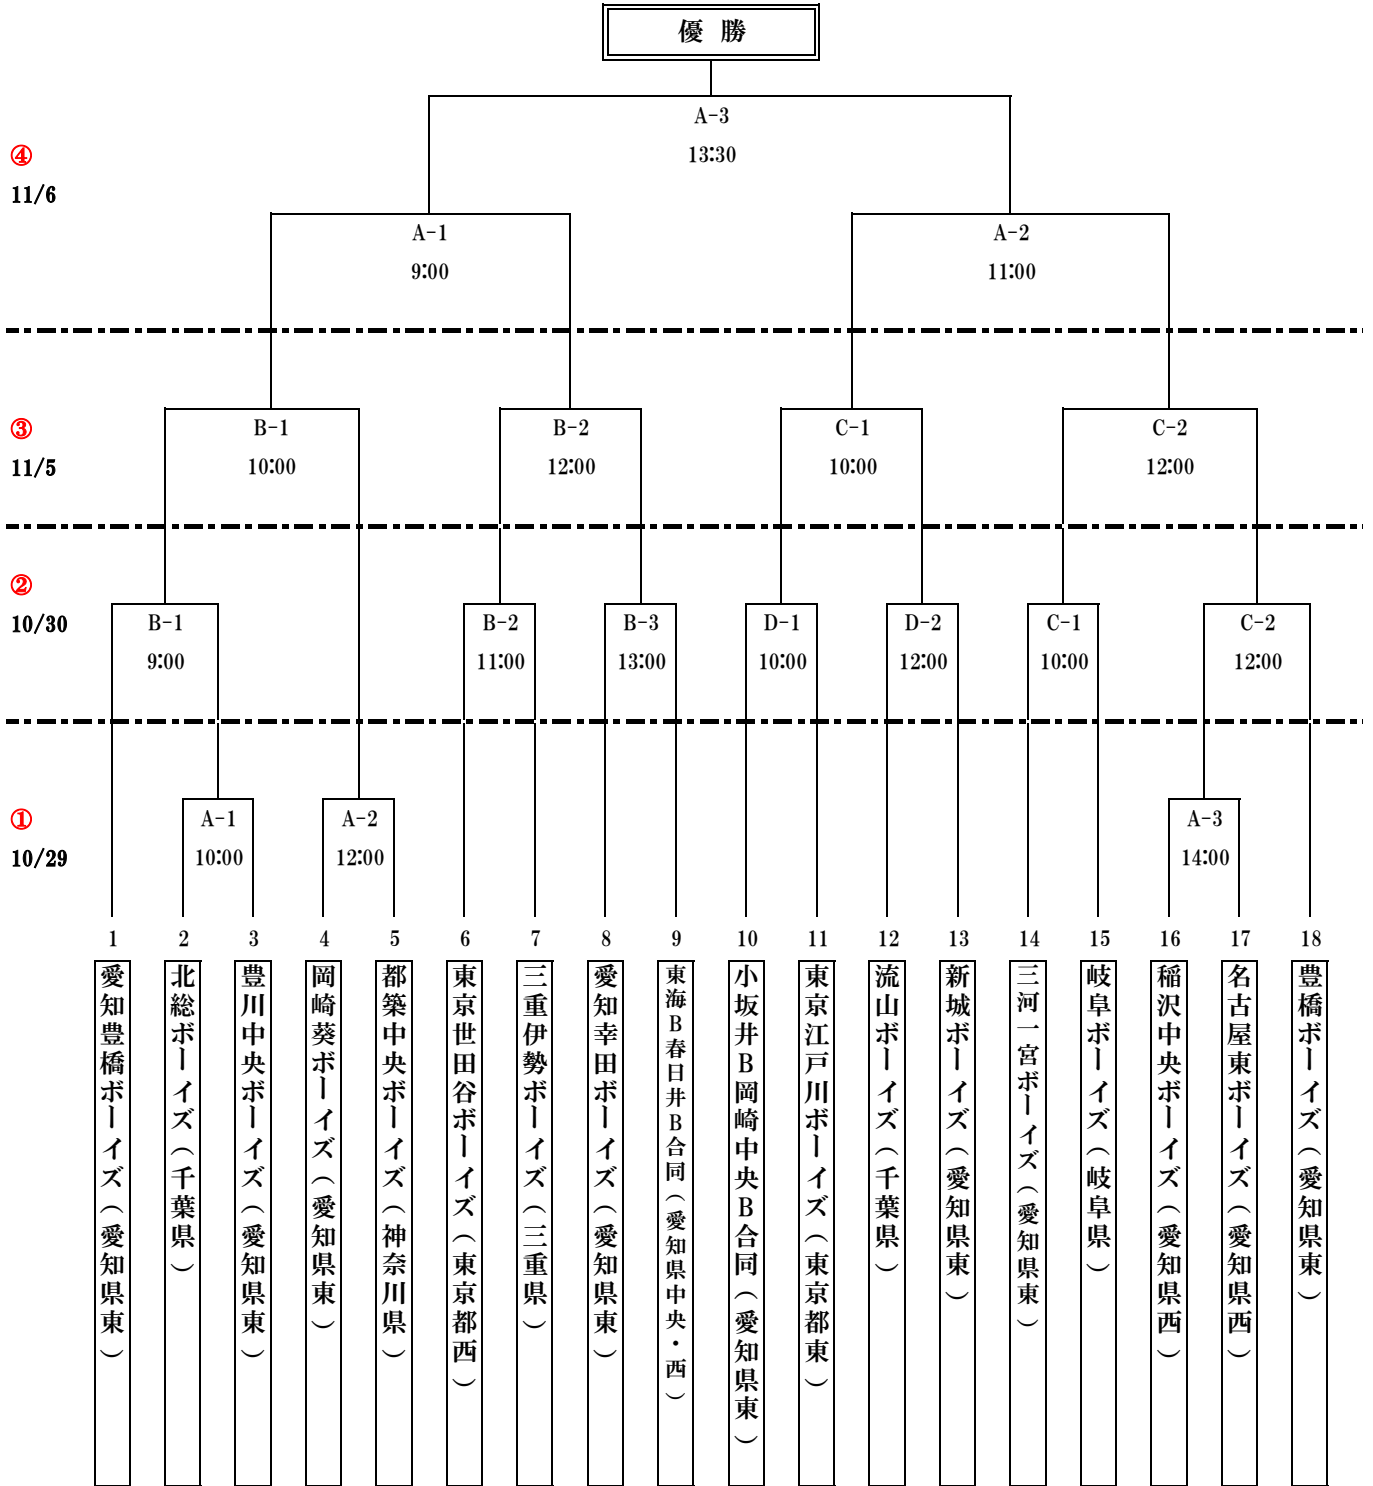 優 勝
A-3
13:30
④
11/6
A-1
9:00
A-2
11:00
③
11/5
B-1
10:00
B-2
12:00
C-1
10:00
C-2
12:00
②
10/30
B-1
9:00
B-2
11:00
B-3
13:00
D-1
10:00
D-2
12:00
C-1
10:00
C-2
12:00
①
10/29
A-1
10:00
A-2
12:00
A-3
14:00
1
2
3
4
5
6
7
8
9
10
11
12
13
14
15
16
17
18
愛知豊橋ボーイズ(愛知県東)
北総ボーイズ(千葉県)
豊川中央ボーイズ(愛知県東)
岡崎葵ボーイズ(愛知県東)
都築中央ボーイズ(神奈川県)
東京世田谷ボーイズ(東京都西)
三重伊勢ボーイズ(三重県)
愛知幸田ボーイズ(愛知県東)
東海B春日井B合同(愛知県中央・西)
小坂井B岡崎中央B合同(愛知県東)
東京江戸川ボーイズ(東京都東)
流山ボーイズ(千葉県)
新城ボーイズ(愛知県東)
三河一宮ボーイズ(愛知県東)
岐阜ボーイズ(岐阜県)
稲沢中央ボーイズ(愛知県西)
名古屋東ボーイズ(愛知県西)
豊橋ボーイズ(愛知県東)